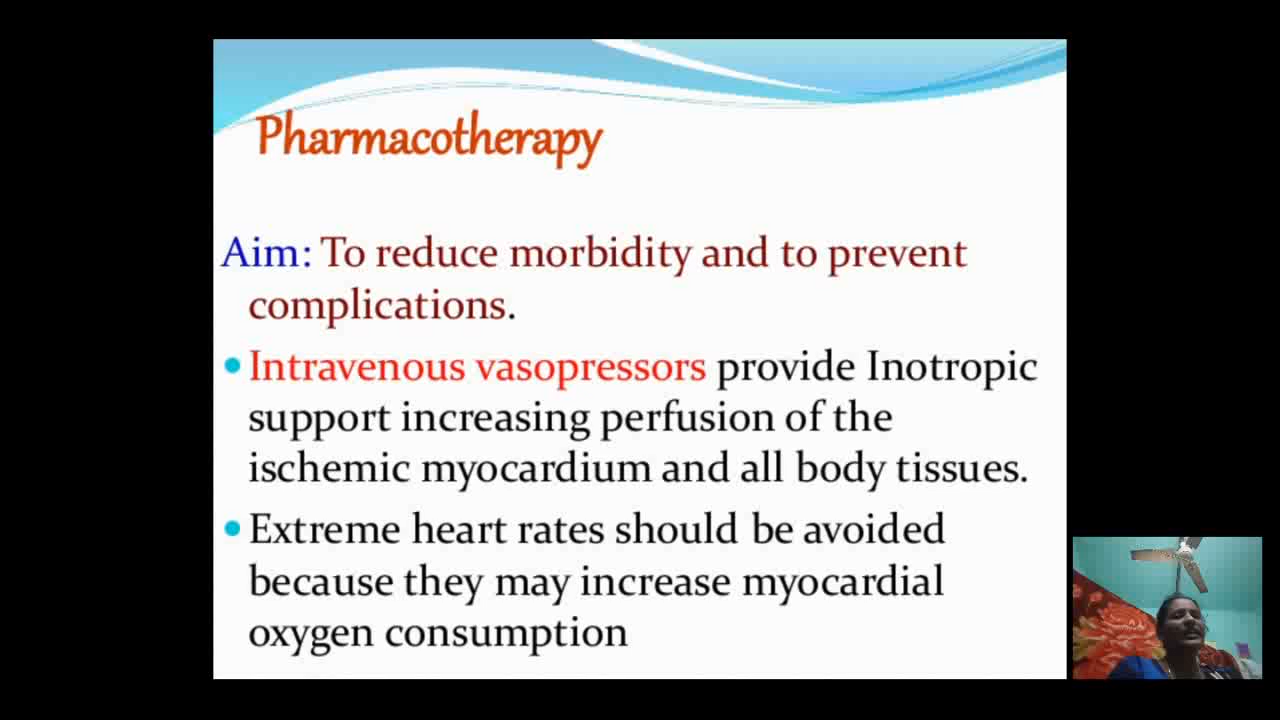 Pharmacotherapy
Aim: To reduce morbidity and to prevent
complications.
• Intravenous vasopressors provide Inotropic
support increasing perfusion of the
ischemic myocardium and all body tissues.
• Extreme heart rates should be avoided
because they may increase myocardial
oxygen consumption